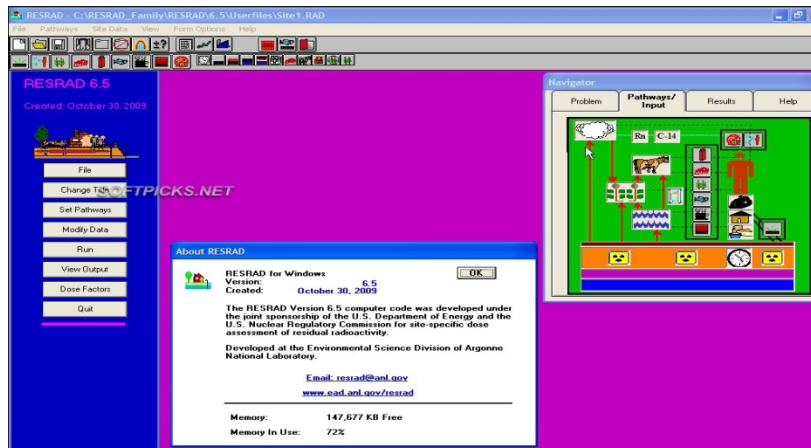 RESRAD - C:\RESRAD_Family\RESRAD\6.5\Userfiles\Site1.RAD
File Pathways Site Data View Form Options Help
RESRAD 6.5
Created: October 30, 2009
File
Change Title
Set Pathways
Modify Data
Run
View Output
Dose Factors
Quit
SOFTPICKS.NET
Navigator
Problem
Pathways/
Input
Results
Help
Rn C-14
About RESRAD
RESRAD for Windows
OK
Version: 6.5
Created: October 30, 2009
The RESRAD Version 6.5 computer code was developed under
the joint sponsorship of the U.S. Department of Energy and the
U.S. Nuclear Regulatory Commission for site-specific dose
assessment of residual radioactivity.
Developed at the Environmental Science Division of Argonne
National Laboratory.
Email: resrad@anl.gov
www.ead.anl.gov/resrad
Memory: 147,677 KB Free
Memory In Use: 72%